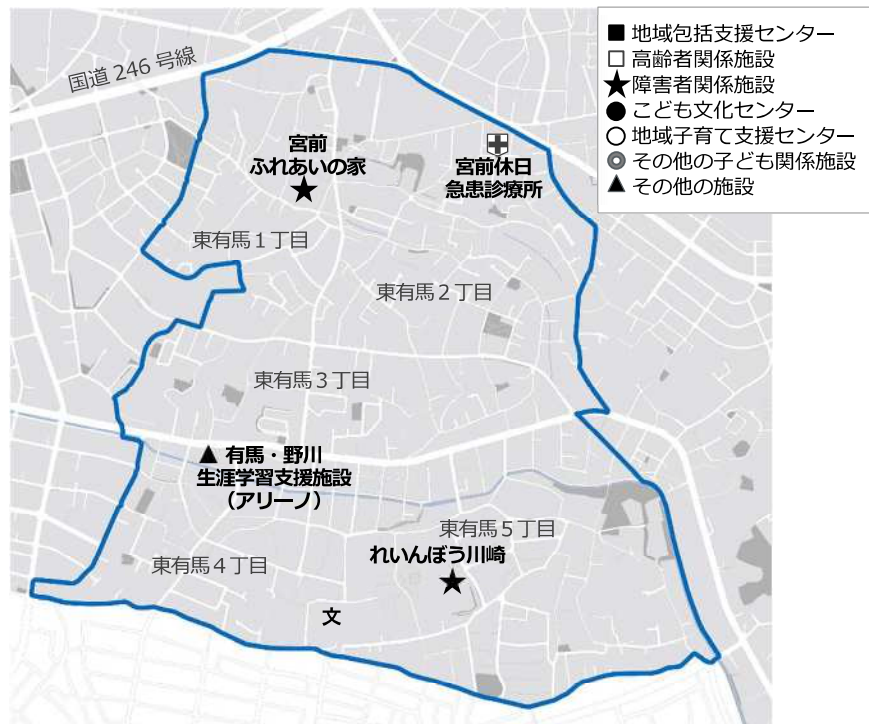 国道 246 号線
■ 地域包括支援センター
□ 高齢者関係施設
★ 障害者関係施設
● こども文化センター
○ 地域子育て支援センター
◎ その他の子ども関係施設
▲ その他の施設
宮前
ふれあいの家
宮前休日
急患診療所
東有馬１丁目
東有馬２丁目
東有馬３丁目
▲ 有馬・野川
生涯学習支援施設
（アリーノ）
東有馬５丁目
れいんぼう川崎
東有馬４丁目
文